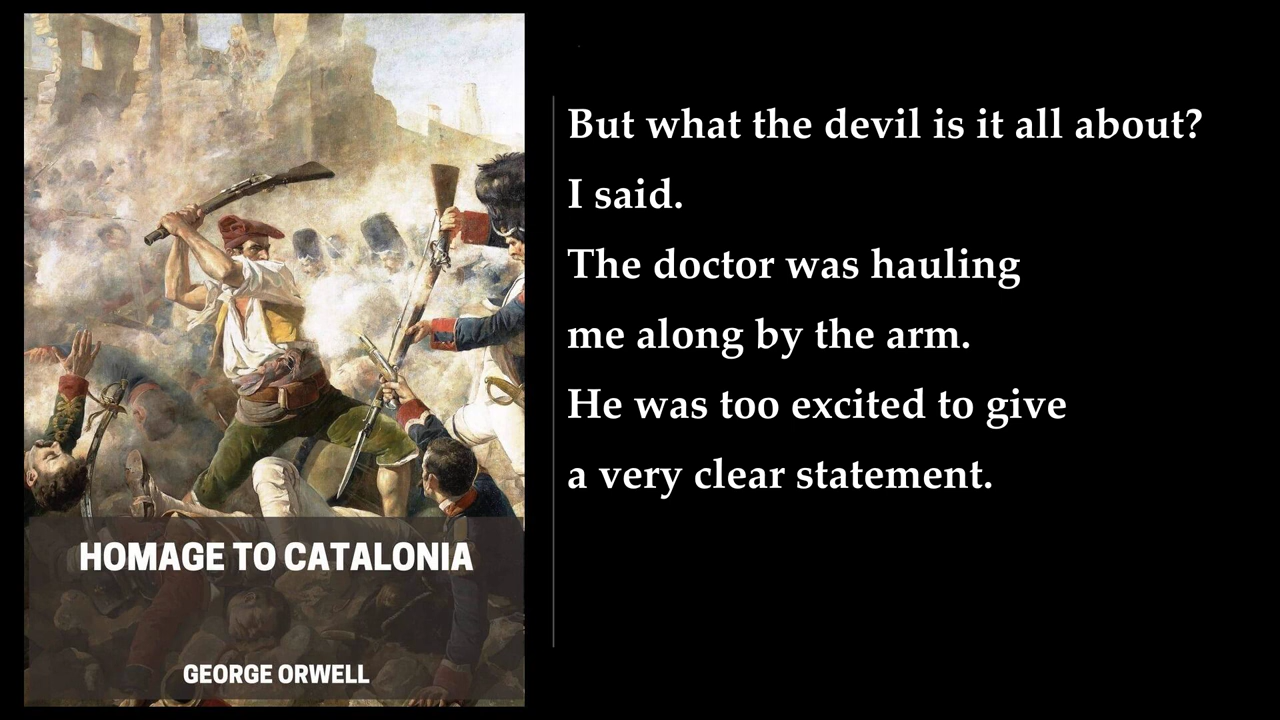 But what the devil is it all about?
I said.
The doctor was hauling
me along by the arm.
He was too excited to give
a very clear statement.
HOMAGE TO CATALONIA
GEORGE ORWELL